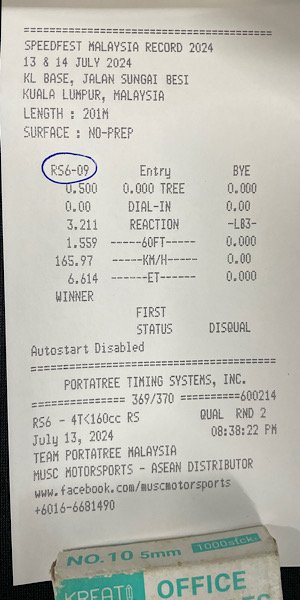 ================================
SPEEDFEST MALAYSIA RECORD 2024
13 & 14 JULY 2024
KL BASE, JALAN SUNGAI BESI
KUALA LUMPUR, MALAYSIA
LENGTH : 201M
SURFACE : NO-PREP
RS6-09 Entry BYE
0.500 0.000 TREE 0.000
0.00 DIAL-IN 0.00
3.211 REACTION -LB3-
1.559 ------60FT----- 0.000
165.97 -----KM/H----- 0.00
6.614 ------ET------ 0.000
WINNER
FIRST
STATUS DISQUAL
Autostart Disabled
================================
PORTATREE TIMING SYSTEMS, INC.
================ 369/370 ==========600214
RS6 - 4T<160cc RS QUAL RND 2
July 13, 2024 08:38:22 PM
TEAM PORTATREE MALAYSIA
MUSC MOTORSPORTS - ASEAN DISTRIBUTOR
www.facebook.com/muscmotorsports
+6016-6681490
NO.10 5mm 1000stck.
KREATO OFFICE